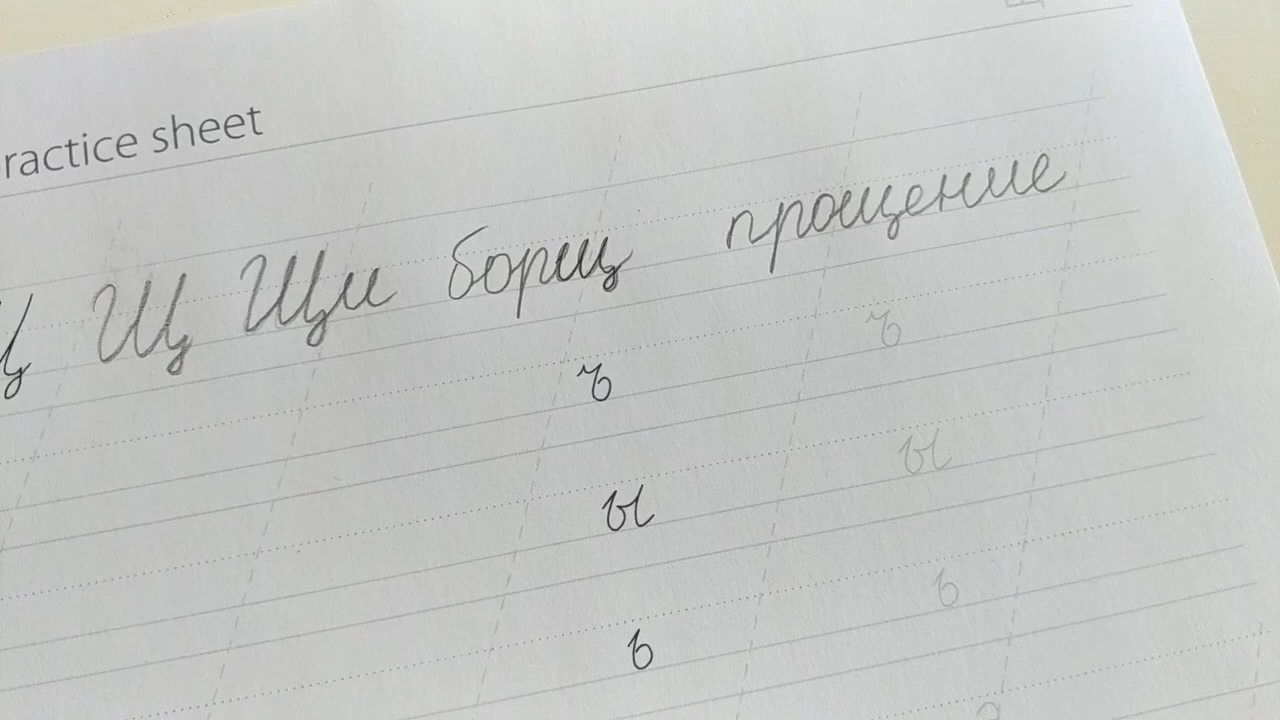 ractice sheet
Щ Щи борщ прощение
ъ ъ
ы ы
ь ь